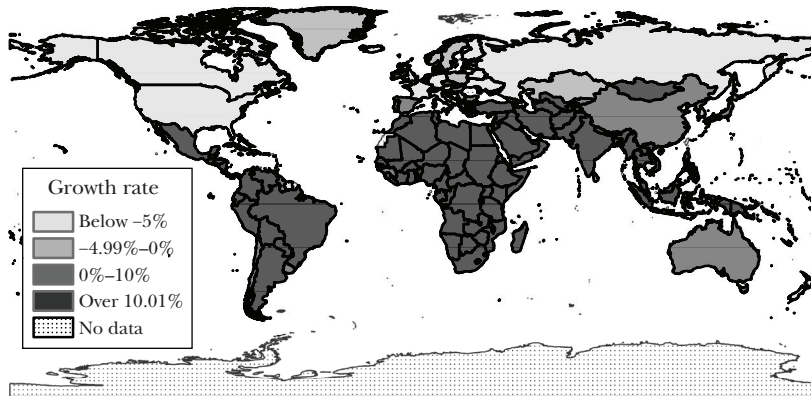 Growth rate
Below –5%
–4.99%–0%
0%–10%
Over 10.01%
No data